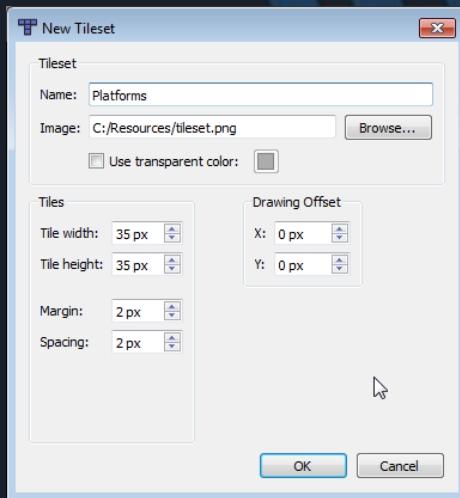 New Tileset
Tileset
Name: Platforms
Image: C:/Resources/tileset.png Browse...
Use transparent color:
Tiles
Tile width: 35 px
Tile height: 35 px
Margin: 2 px
Spacing: 2 px
Drawing Offset
X: 0 px
Y: 0 px
OK Cancel